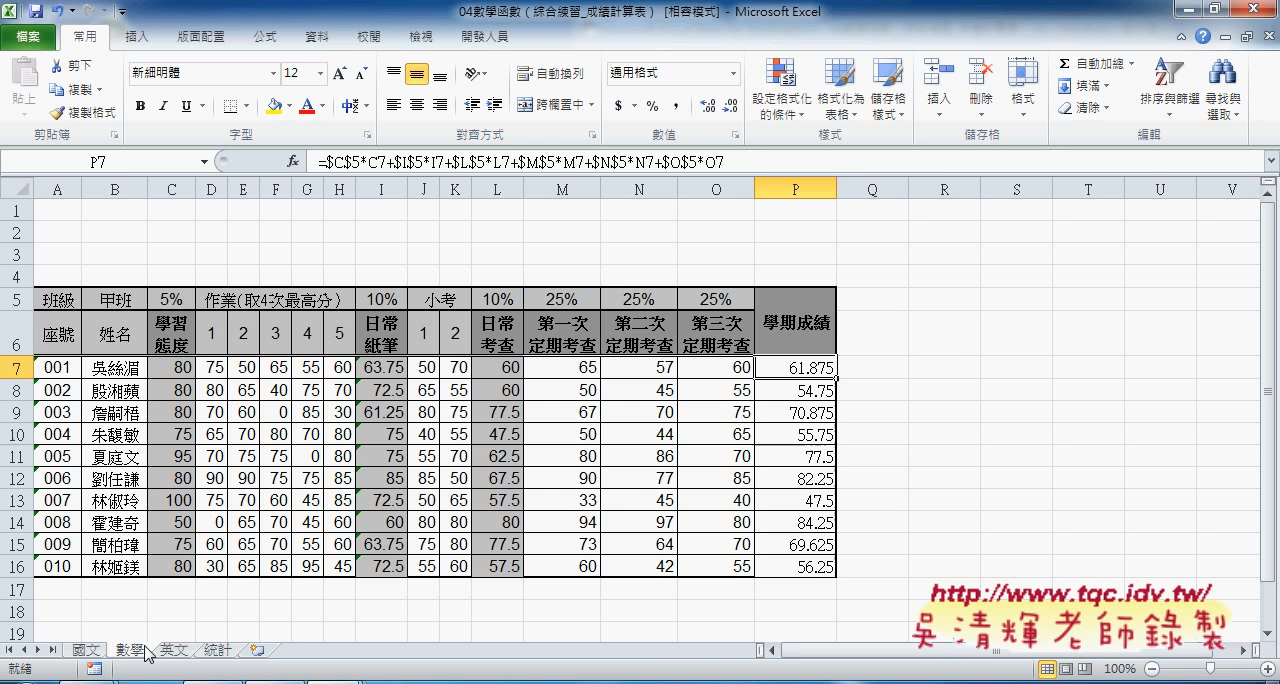 04數學函數（綜合練習_成績計算表） [相容模式] - Microsoft Excel
檔案 常用 插入 版面配置 公式 資料 校閱 檢視 開發人員
貼上 剪下 複製 複製格式 剪貼簿
新細明體 12 B I U 字型
自動換列 跨欄置中 對齊方式
通用格式 $ % , 數值
設定格式化的條件 格式化為表格 儲存格樣式 樣式
插入 刪除 格式 儲存格
Σ 自動加總 填滿 清除 排序與篩選 尋找與選取 編輯
P7 fx =$C$5*C7+$I$5*I7+$L$5*L7+$M$5*M7+$N$5*N7+$O$5*O7
A B C D E F G H I J K L M N O P Q R S T U V
1
2
3
4
5 班級 甲班 5% 作業(取4次最高分) 10% 小考 10% 25% 25% 25% 學期成績
6 座號 姓名 學習態度 1 2 3 4 5 日常紙筆 1 2 日常考查 第一次定期考查 第二次定期考查 第三次定期考查
7 001 吳絲湄 80 75 50 65 55 60 63.75 50 70 60 65 57 60 61.875
8 002 殷湘蘋 80 80 65 40 75 70 72.5 65 55 60 50 45 55 54.75
9 003 詹嗣梧 80 70 60 0 85 30 61.25 80 75 77.5 67 70 75 70.875
10 004 朱馥敏 75 65 70 80 70 80 75 40 55 47.5 50 44 65 55.75
11 005 夏庭文 95 70 75 75 0 80 75 55 70 62.5 80 86 70 77.5
12 006 劉任謙 80 90 90 75 75 85 85 85 50 67.5 90 77 85 82.25
13 007 林俶玲 100 75 70 60 45 85 72.5 50 65 57.5 33 45 40 47.5
14 008 霍建奇 50 0 65 70 45 60 60 80 80 80 94 97 80 84.25
15 009 簡柏瑋 75 60 65 70 55 60 63.75 75 80 77.5 73 64 70 69.625
16 010 林姬鎂 80 30 65 85 95 45 72.5 55 60 57.5 60 42 55 56.25
17
18
19
http://www.tqc.idv.tw/
吳清輝老師錄製
國文 數學 英文 統計
就緒 100%